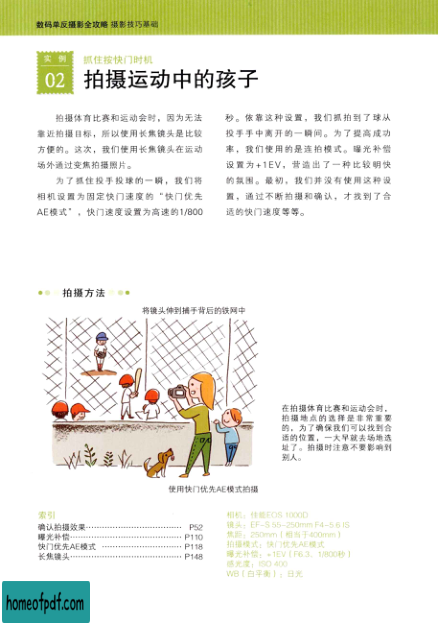 数码单反摄影全攻略 摄影技巧基础
实 例
02
抓住按快门时机
拍摄运动中的孩子
拍摄体育比赛和运动会时，因为无法
靠近拍摄目标，所以使用长焦镜头是比较
方便的。这次，我们使用长焦镜头在运动
场外通过变焦拍摄照片。
为了抓住投手投球的一瞬，我们将
相机设置为固定快门速度的“快门优先
AE模式”，快门速度设置为高速的1/800
秒。依靠这种设置，我们抓拍到了球从
投手手中离开的一瞬间。为了提高成功
率，我们使用的是连拍模式。曝光补偿
设置为+1EV，营造出了一种比较明快
的氛围。最初，我们并没有使用这种设
置，通过不断拍摄和确认，才找到了合
适的快门速度等等。
拍摄方法
将镜头伸到捕手背后的铁网中
在拍摄体育比赛和运动会时，
拍摄地点的选择是非常重要
的，为了确保我们可以找到合
适的位置，一大早就去场地选
址了。拍摄时注意不要影响到
别人。
使用快门优先AE模式拍摄
索引
确认拍摄效果………………………… P52
曝光补偿……………………………… P110
快门优先AE模式 …………………… P118
长焦镜头……………………………… P148
相机：佳能EOS 1000D
镜头：EF-S 55-250mm F4-5.6 IS
焦距：250mm（相当于400mm）
拍摄模式：快门优先AE模式
曝光补偿：+1EV（F6.3、1/800秒）
感光度：ISO 400
WB（白平衡）：日光
homeofpdf.com